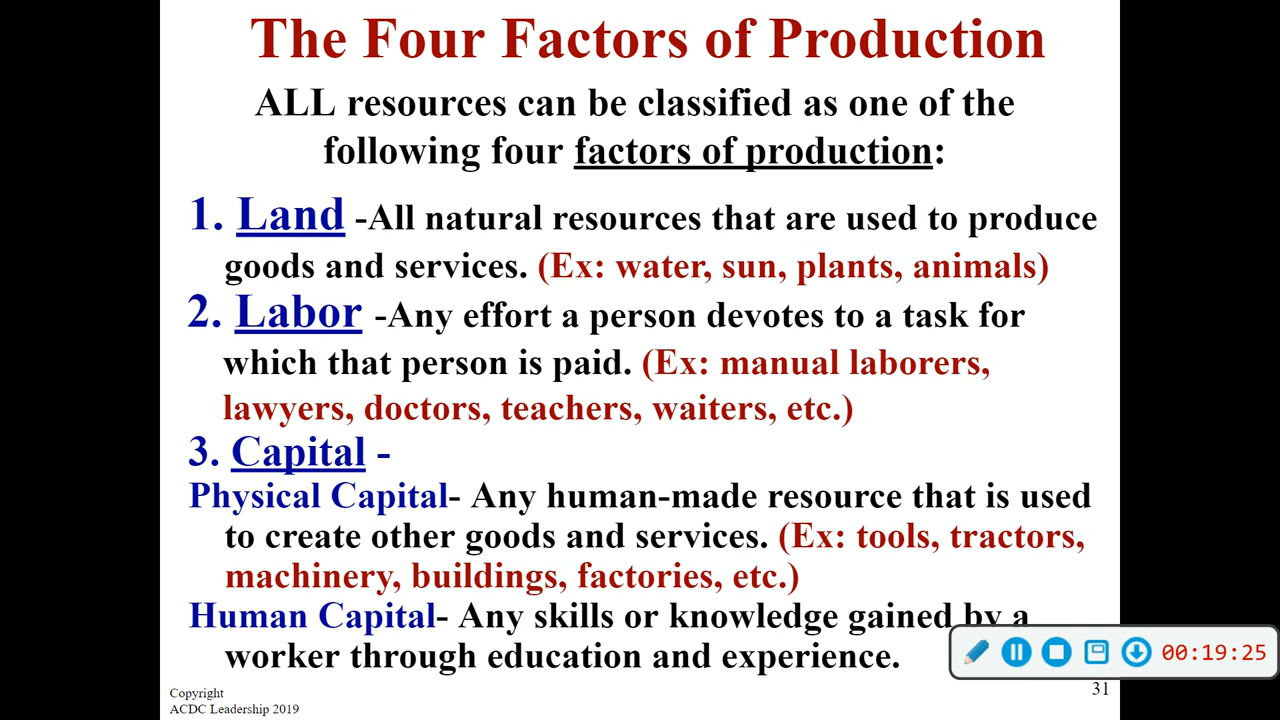 The Four Factors of Production
ALL resources can be classified as one of the
following four factors of production:
1. Land -All natural resources that are used to produce
goods and services. (Ex: water, sun, plants, animals)
2. Labor -Any effort a person devotes to a task for
which that person is paid. (Ex: manual laborers,
lawyers, doctors, teachers, waiters, etc.)
3. Capital -
Physical Capital- Any human-made resource that is used
to create other goods and services. (Ex: tools, tractors,
machinery, buildings, factories, etc.)
Human Capital- Any skills or knowledge gained by a
worker through education and experience.
00:19:25
Copyright
ACDC Leadership 2019
31